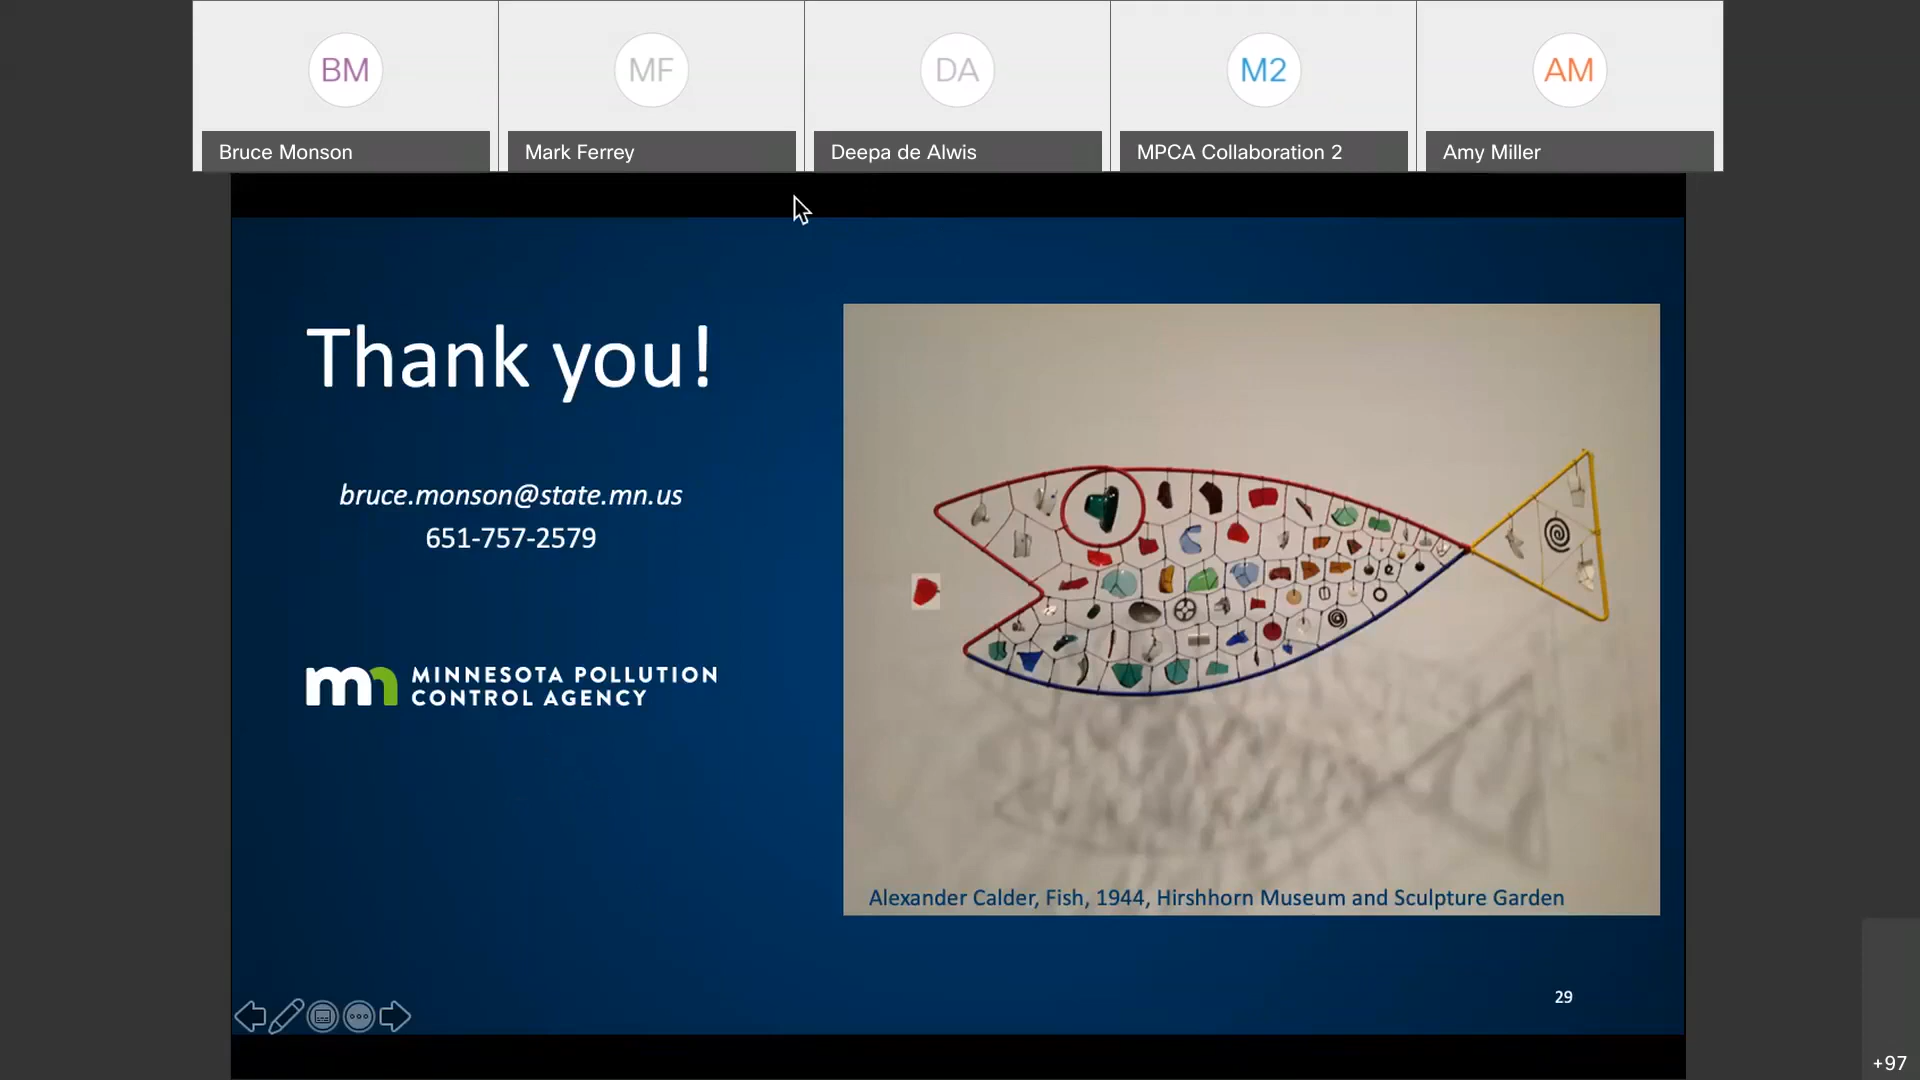 BM
MF
DA
M2
AM
Bruce Monson
Mark Ferrey
Deepa de Alwis
MPCA Collaboration 2
Amy Miller
Thank you!
bruce.monson@state.mn.us
651-757-2579
mn MINNESOTA POLLUTION
CONTROL AGENCY
Alexander Calder, Fish, 1944, Hirshhorn Museum and Sculpture Garden
29
+97